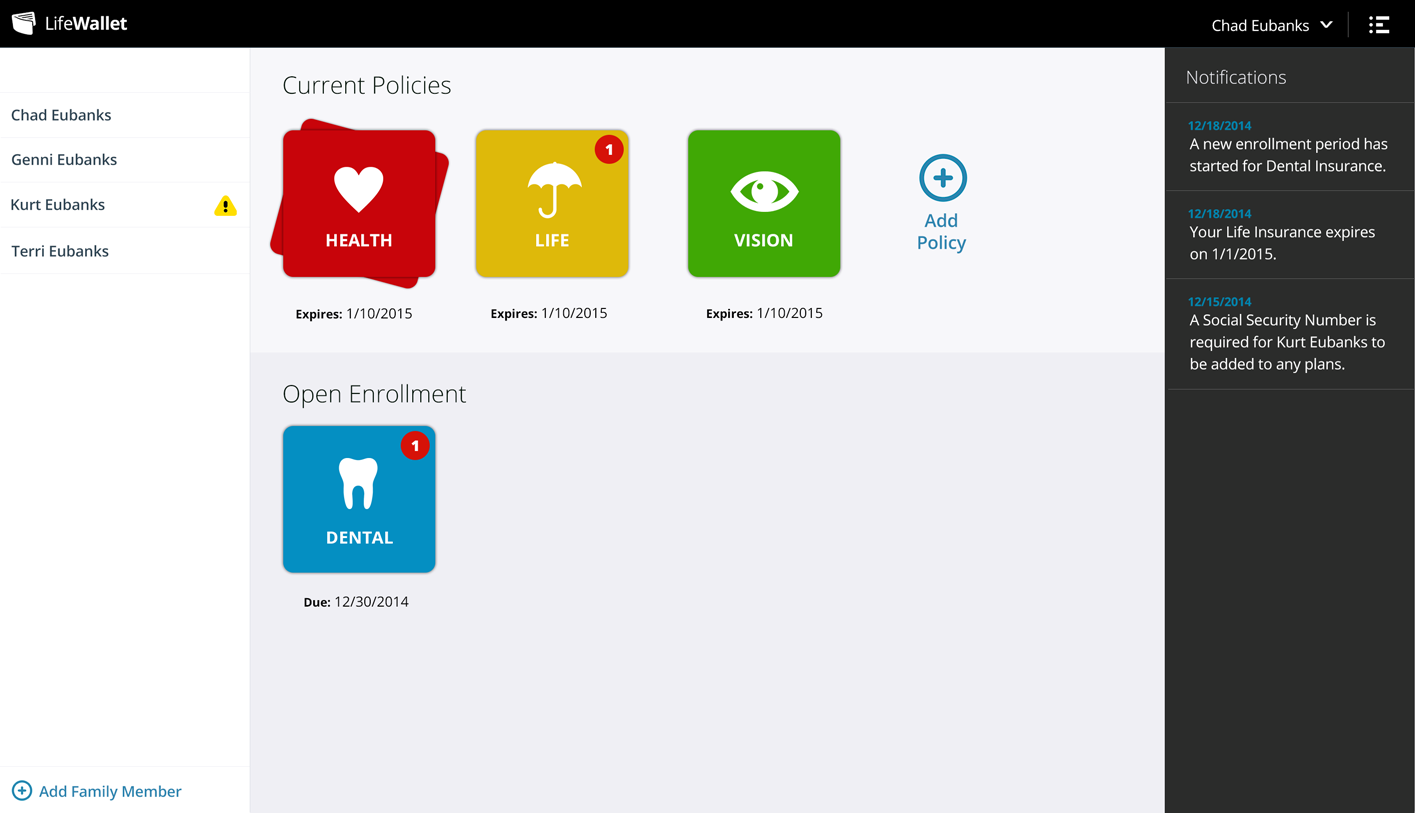 LifeWallet
Chad Eubanks
Chad Eubanks
Genni Eubanks
Kurt Eubanks
Terri Eubanks
Add Family Member
Current Policies
HEALTH
Expires: 1/10/2015
1
LIFE
Expires: 1/10/2015
VISION
Expires: 1/10/2015
Add
Policy
Open Enrollment
1
DENTAL
Due: 12/30/2014
Notifications
12/18/2014
A new enrollment period has
started for Dental Insurance.
12/18/2014
Your Life Insurance expires
on 1/1/2015.
12/15/2014
A Social Security Number is
required for Kurt Eubanks to
be added to any plans.